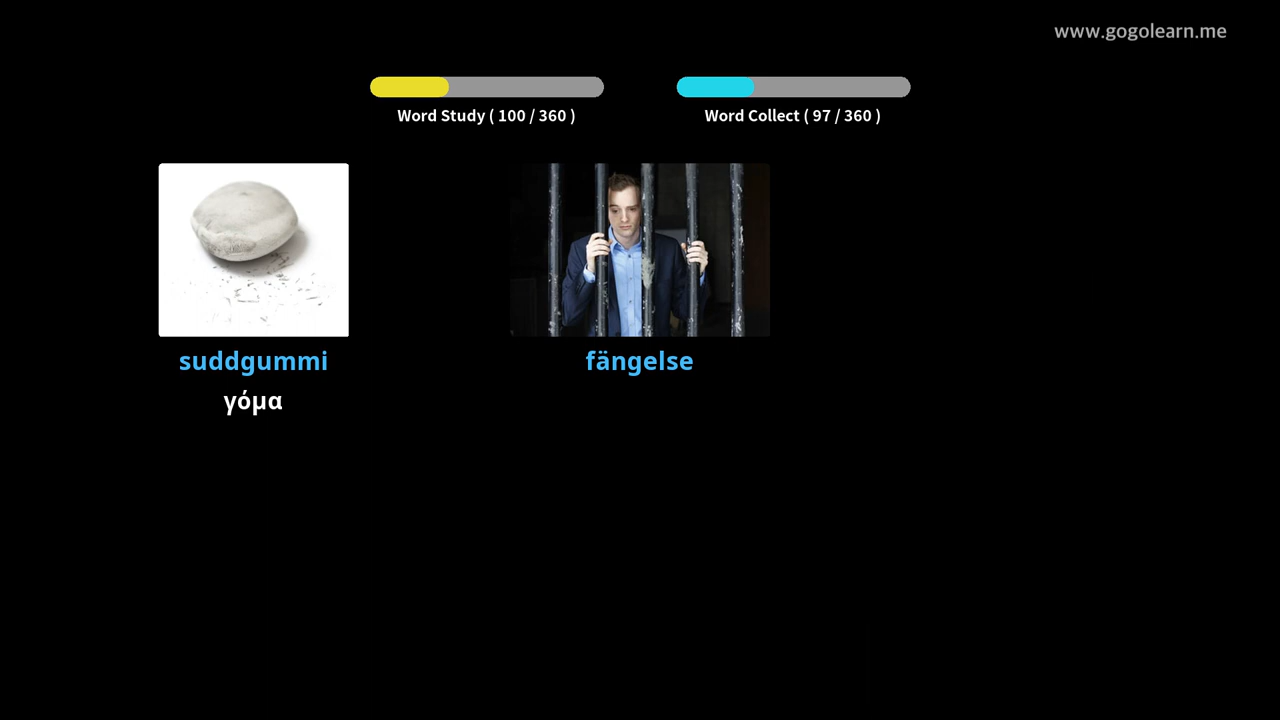 www.gogolearn.me
Word Study ( 100 / 360 )
Word Collect ( 97 / 360 )
suddgummi
fängelse
γόμα